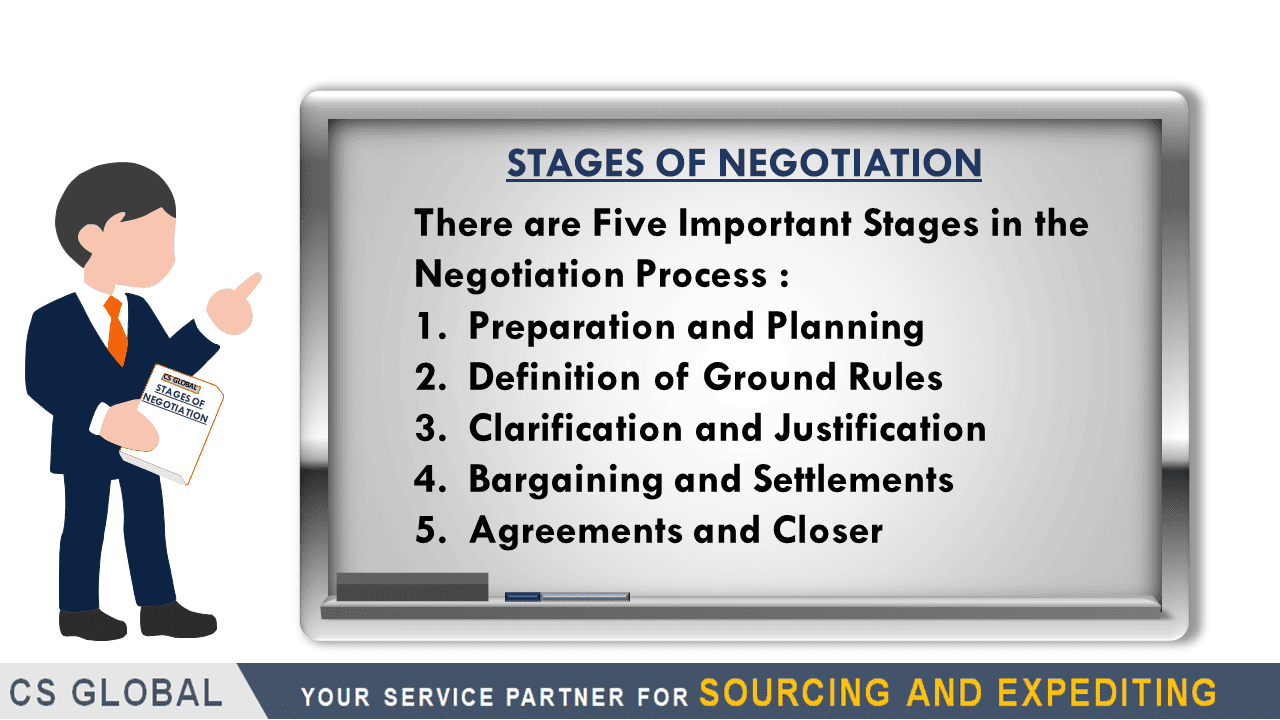 STAGES OF NEGOTIATION
There are Five Important Stages in the
Negotiation Process :
1. Preparation and Planning
2. Definition of Ground Rules
3. Clarification and Justification
4. Bargaining and Settlements
5. Agreements and Closer
CS GLOBAL
STAGES OF
NEGOTIATION
CS GLOBAL
YOUR SERVICE PARTNER FOR SOURCING AND EXPEDITING